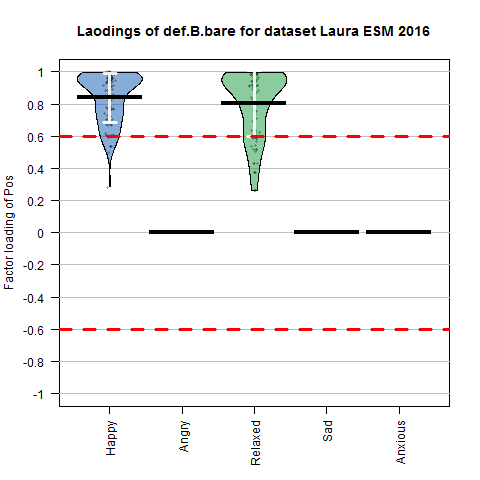 Laodings of def.B.bare for dataset Laura ESM 2016
Factor loading of Pos
1
0.8
0.6
0.4
0.2
0
-0.2
-0.4
-0.6
-0.8
-1
Happy
Angry
Relaxed
Sad
Anxious